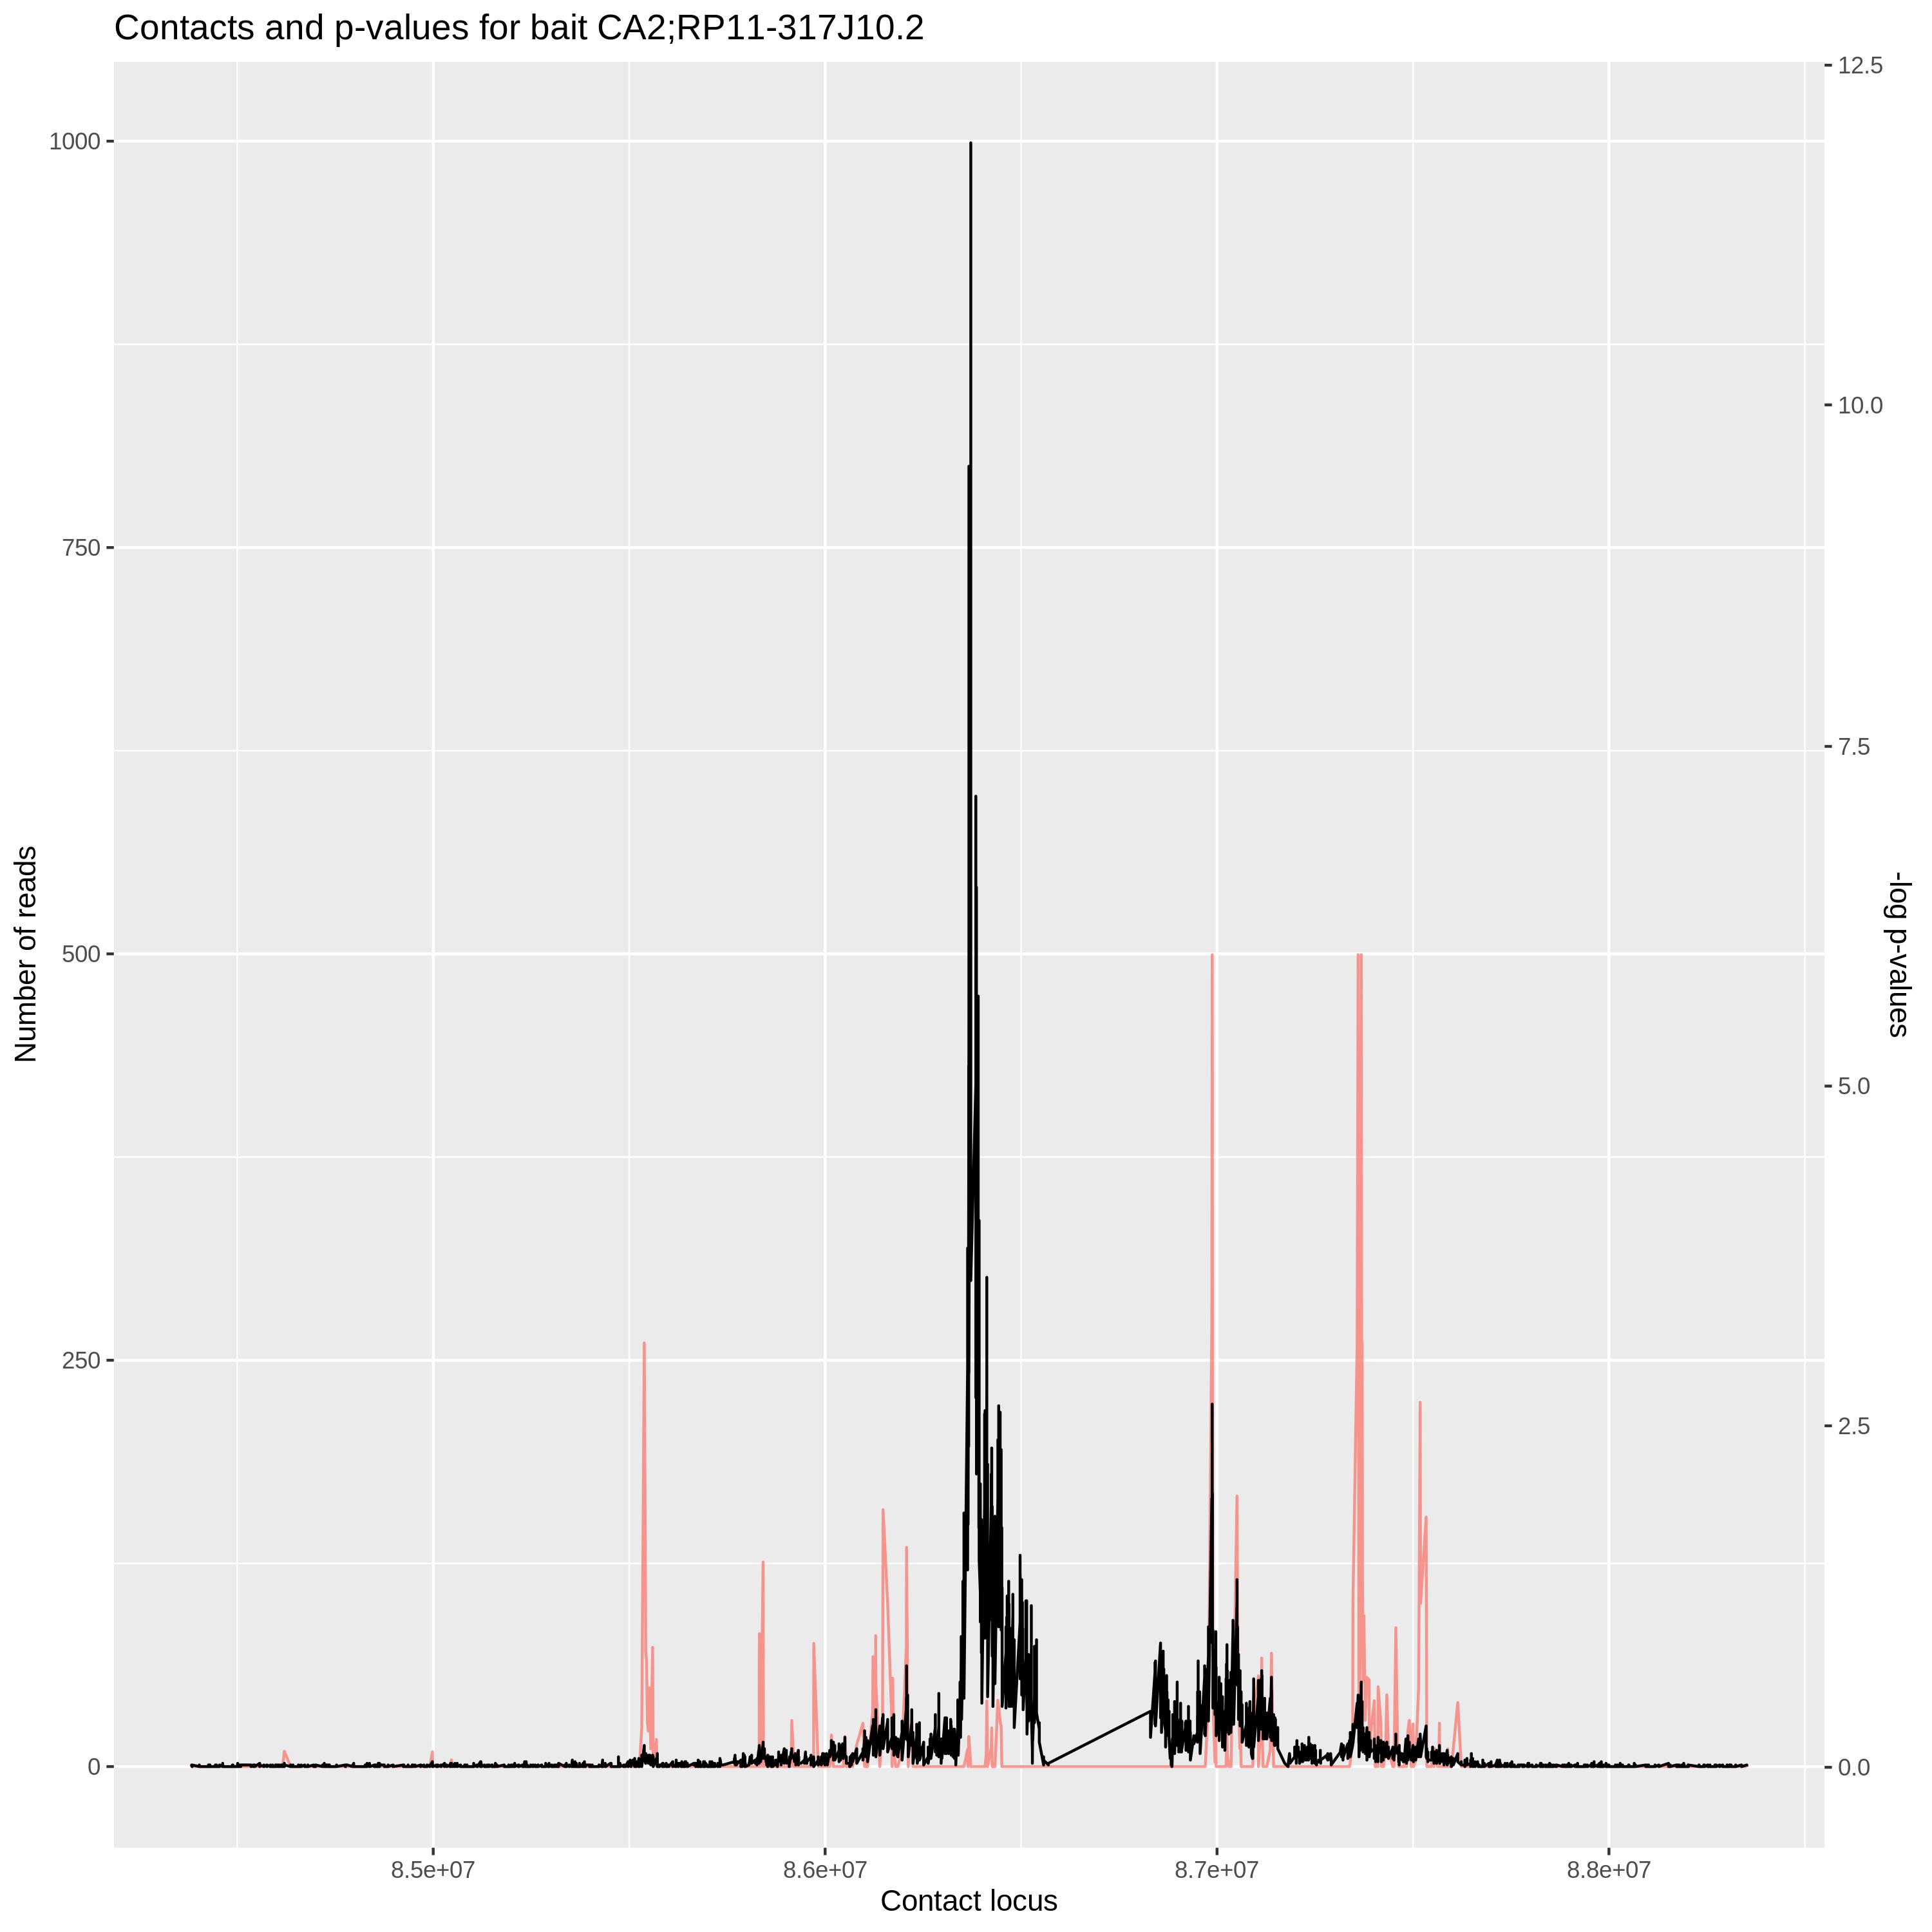 Contacts and p-values for bait CA2;RP11-317J10.2
Number of reads
1000
750
500
250
0
12.5
10.0
7.5
5.0
2.5
0.0
-log p-values
8.5e+07
8.6e+07
8.7e+07
8.8e+07
Contact locus